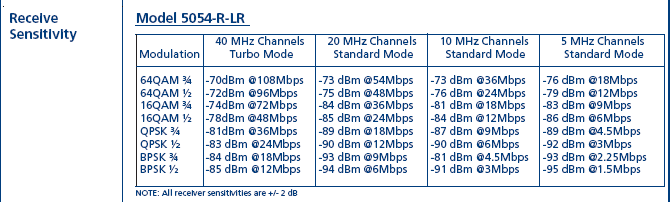 Receive
Sensitivity
Model 5054-R-LR
Modulation 40 MHz Channels Turbo Mode 20 MHz Channels Standard Mode 10 MHz Channels Standard Mode 5 MHz Channels Standard Mode
64QAM ¾ -70dBm @108Mbps -73 dBm @54Mbps -73 dBm @36Mbps -76 dBm @18Mbps
64QAM ½ -72dBm @96Mbps -75 dBm @48Mbps -76 dBm @24Mbps -79 dBm @12Mbps
16QAM ¾ -74dBm @72Mbps -84 dBm @36Mbps -81 dBm @18Mbps -83 dBm @9Mbps
16QAM ½ -78dBm @48Mbps -85 dBm @24Mbps -84 dBm @12Mbps -86 dBm @6Mbps
QPSK ¾ -81dBm @36Mbps -89 dBm @18Mbps -87 dBm @9Mbps -89 dBm @4.5Mbps
QPSK ½ -83 dBm @24Mbps -90 dBm @12Mbps -90 dBm @6Mbps -92 dBm @3Mbps
BPSK ¾ -84 dBm @18Mbps -93 dBm @9Mbps -81 dBm @4.5Mbps -93 dBm @2.25Mbps
BPSK ½ -85 dBm @12Mbps -94 dBm @6Mbps -91 dBm @3Mbps -95 dBm @1.5Mbps
NOTE: All receiver sensitivities are +/- 2 dB